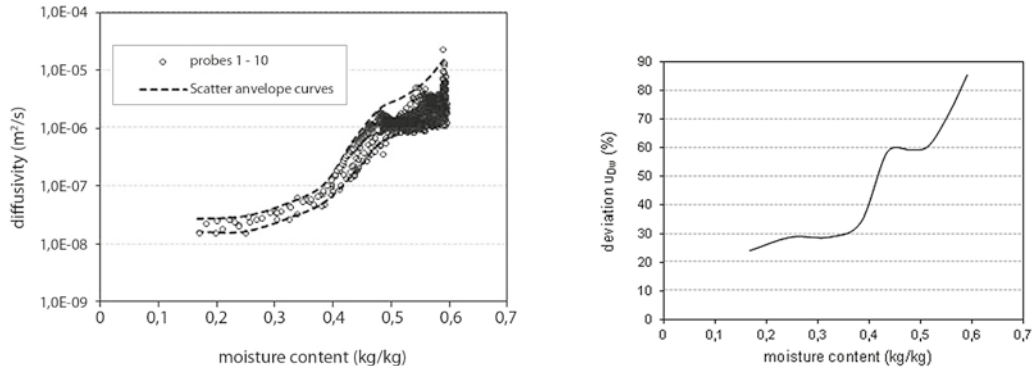 1,0E-04
1,0E-05
1,0E-06
1,0E-07
1,0E-08
1,0E-09
diffusivity (m²/s)
probes 1 - 10
Scatter anvelope curves
0 0,1 0,2 0,3 0,4 0,5 0,6 0,7
moisture content (kg/kg)
90
80
70
60
50
40
30
20
10
0
deviation u_Dw (%)
0 0,1 0,2 0,3 0,4 0,5 0,6 0,7
moisture content (kg/kg)